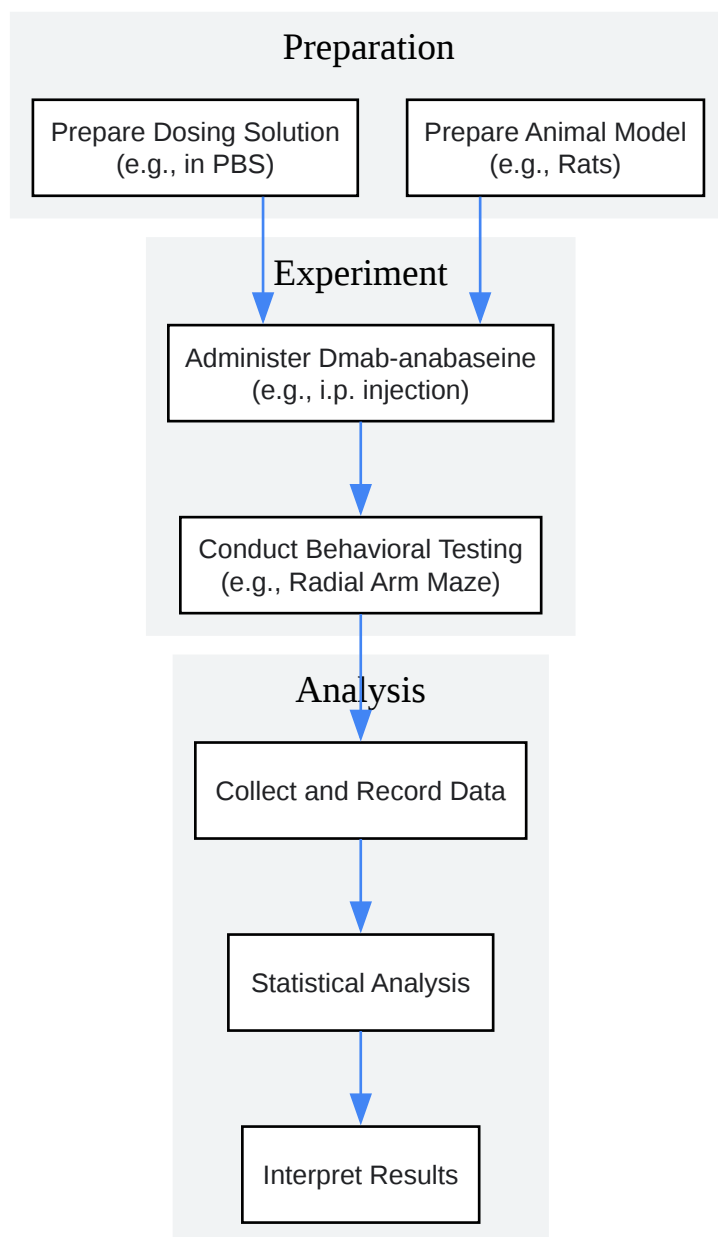 Preparation
Prepare Dosing Solution
(e.g., in PBS)
Prepare Animal Model
(e.g., Rats)
Experiment
Administer Dmab-anabaseine
(e.g., i.p. injection)
Conduct Behavioral Testing
(e.g., Radial Arm Maze)
Analysis
Collect and Record Data
Statistical Analysis
Interpret Results